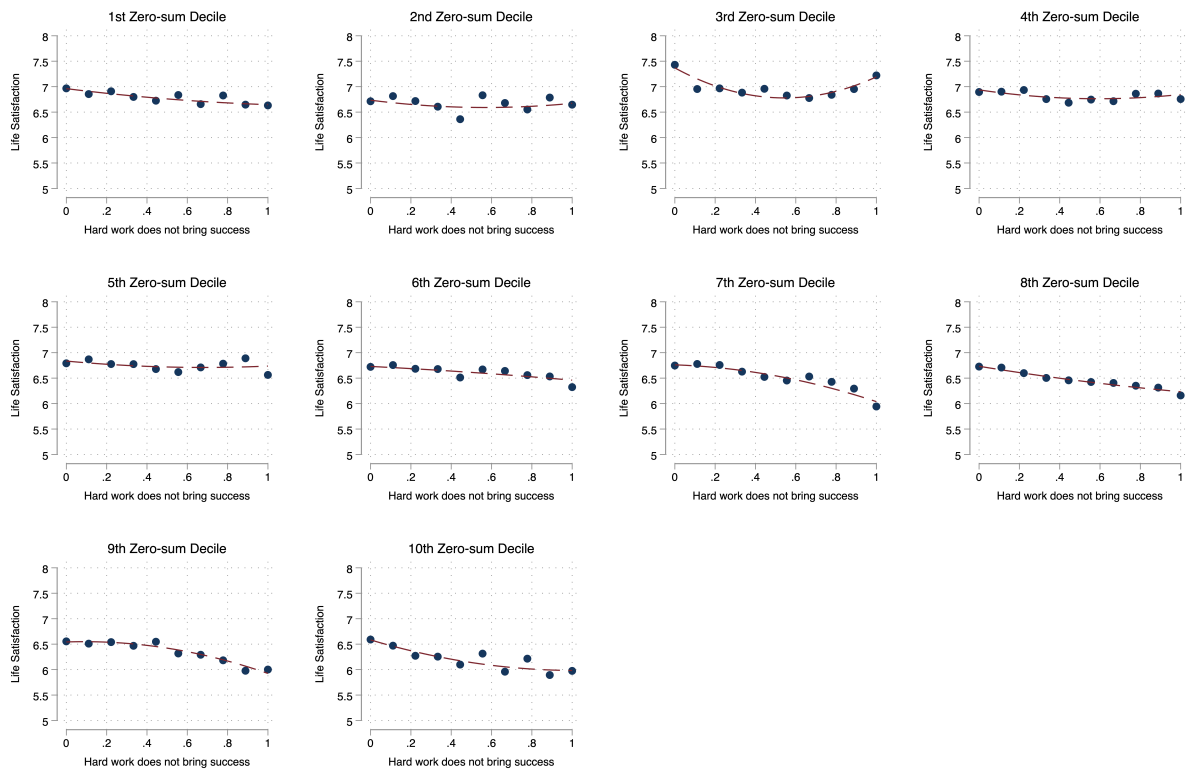 1st Zero-sum Decile
Life Satisfaction
8
7.5
7
6.5
6
5.5
5
0 .2 .4 .6 .8 1
Hard work does not bring success
2nd Zero-sum Decile
Life Satisfaction
8
7.5
7
6.5
6
5.5
5
0 .2 .4 .6 .8 1
Hard work does not bring success
3rd Zero-sum Decile
Life Satisfaction
8
7.5
7
6.5
6
5.5
5
0 .2 .4 .6 .8 1
Hard work does not bring success
4th Zero-sum Decile
Life Satisfaction
8
7.5
7
6.5
6
5.5
5
0 .2 .4 .6 .8 1
Hard work does not bring success
5th Zero-sum Decile
Life Satisfaction
8
7.5
7
6.5
6
5.5
5
0 .2 .4 .6 .8 1
Hard work does not bring success
6th Zero-sum Decile
Life Satisfaction
8
7.5
7
6.5
6
5.5
5
0 .2 .4 .6 .8 1
Hard work does not bring success
7th Zero-sum Decile
Life Satisfaction
8
7.5
7
6.5
6
5.5
5
0 .2 .4 .6 .8 1
Hard work does not bring success
8th Zero-sum Decile
Life Satisfaction
8
7.5
7
6.5
6
5.5
5
0 .2 .4 .6 .8 1
Hard work does not bring success
9th Zero-sum Decile
Life Satisfaction
8
7.5
7
6.5
6
5.5
5
0 .2 .4 .6 .8 1
Hard work does not bring success
10th Zero-sum Decile
Life Satisfaction
8
7.5
7
6.5
6
5.5
5
0 .2 .4 .6 .8 1
Hard work does not bring success